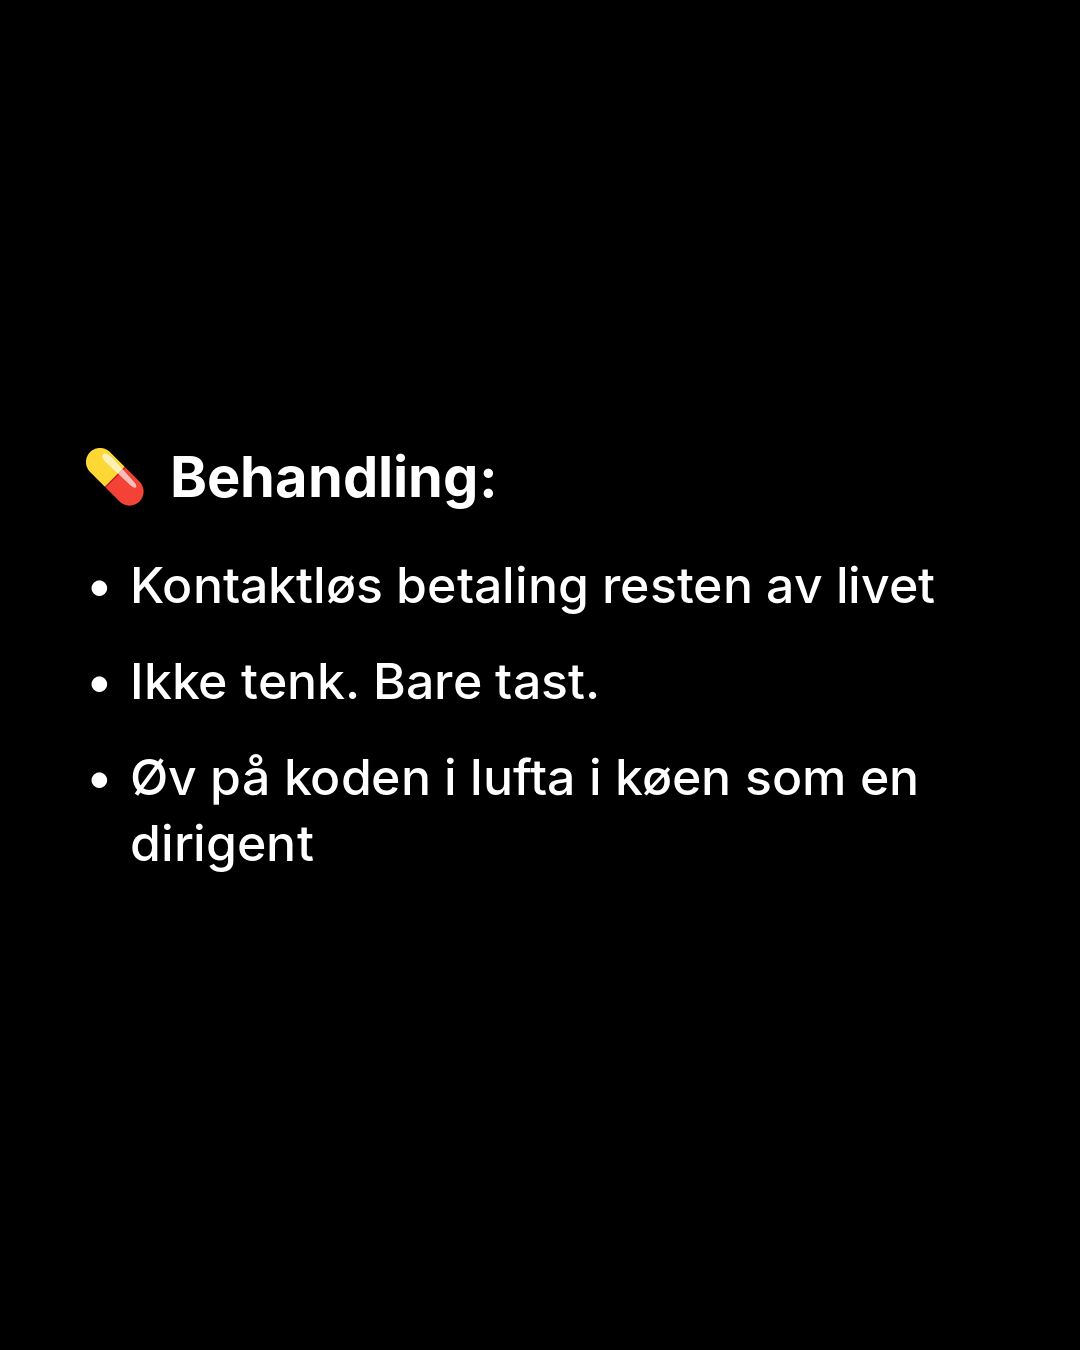 💊 Behandling:
• Kontaktløs betaling resten av livet
• Ikke tenk. Bare tast.
• Øv på koden i lufta i køen som en
dirigent